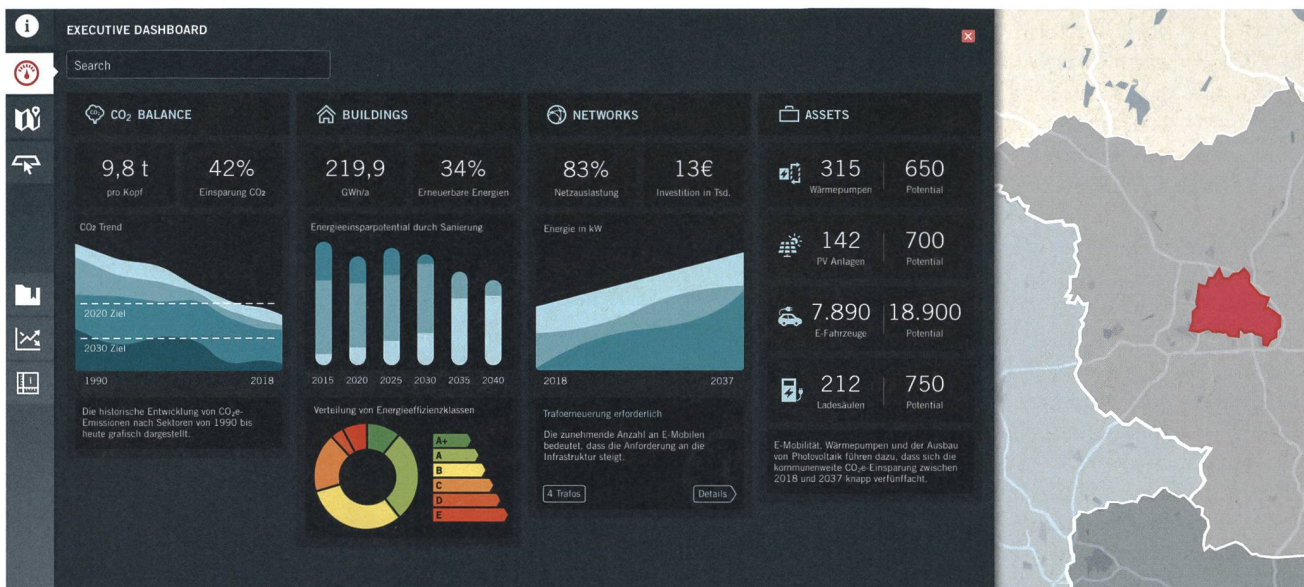 EXECUTIVE DASHBOARD
Search
CO₂ BALANCE
9,8 t
pro Kopf
42%
Einsparung CO₂
CO₂ Trend
2020 Ziel
2030 Ziel
1990 2018
Die historische Entwicklung von CO₂e-
Emissionen nach Sektoren von 1990 bis
heute grafisch dargestellt.
BUILDINGS
219,9
GWh/a
34%
Erneuerbare Energien
Energieeinsparpotential durch Sanierung
2015 2020 2025 2030 2035 2040
Verteilung von Energieeffizienzklassen
A+
A
B
C
D
E
NETWORKS
83%
Netzauslastung
13€
Investition in Tsd.
Energie in kW
2018 2037
Trafoerneuerung erforderlich
Die zunehmende Anzahl an E-Mobilen
bedeutet, dass die Anforderung an die
Infrastruktur steigt.
4 Trafos
Details
ASSETS
315
Wärmepumpen
650
Potential
142
PV Anlagen
700
Potential
7.890
E-Fahrzeuge
18.900
Potential
212
Ladesäulen
750
Potential
E-Mobilität, Wärmepumpen und der Ausbau
von Photovoltaik führen dazu, dass sich die
kommunenweite CO₂e-Einsparung zwischen
2018 und 2037 knapp verfünffacht.